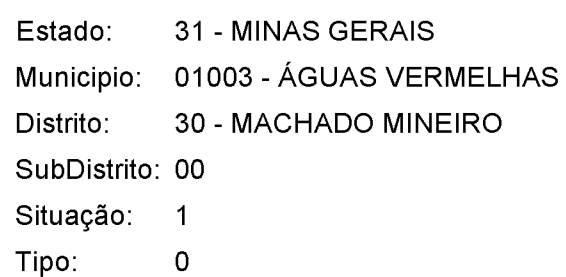 Estado: 31 - MINAS GERAIS
Municipio: 01003 - ÁGUAS VERMELHAS
Distrito: 30 - MACHADO MINEIRO
SubDistrito: 00
Situação: 1
Tipo: 0